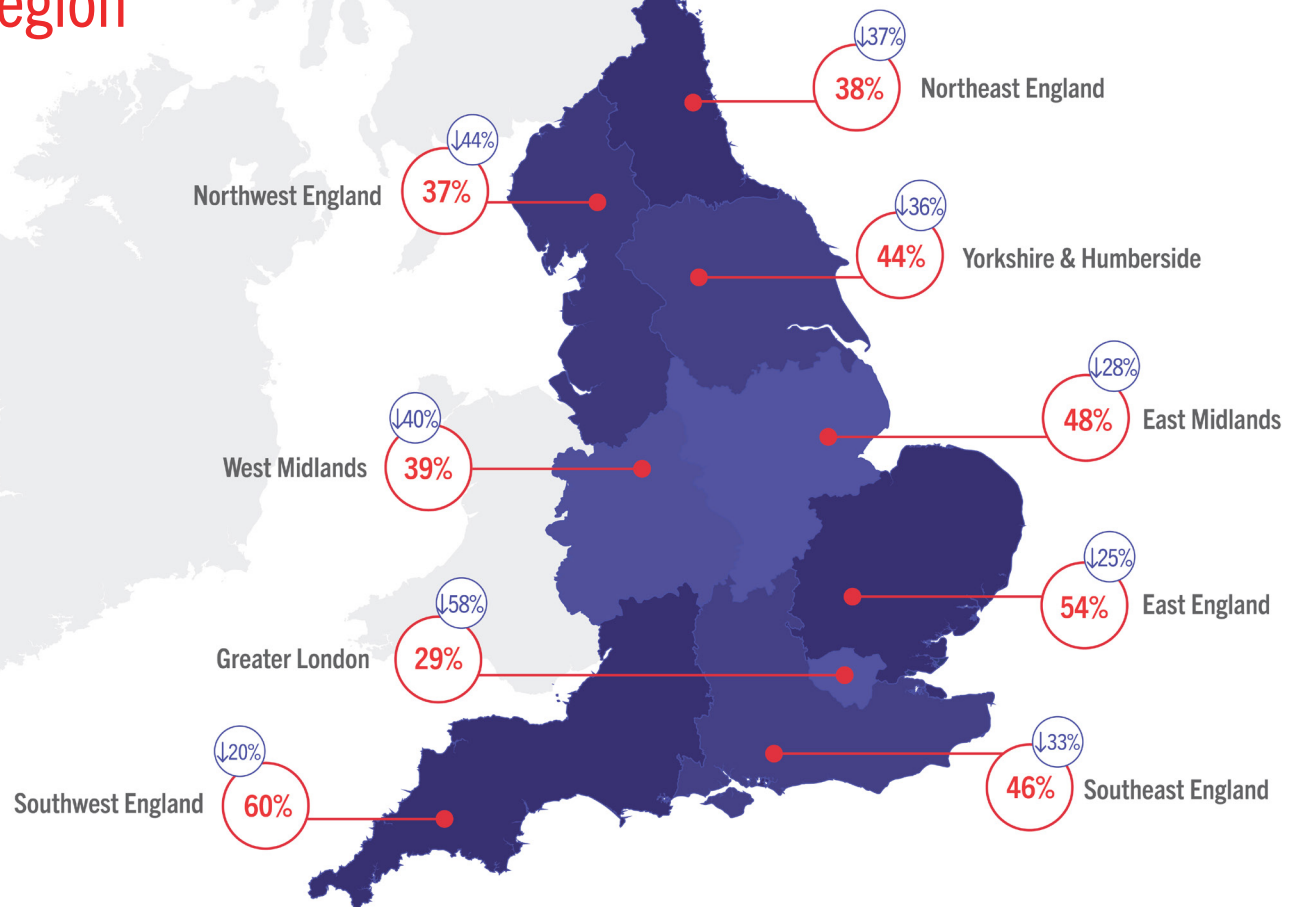 egion
↓37%
38%
Northeast England
↓44%
Northwest England
37%
↓36%
44%
Yorkshire & Humberside
↓28%
48%
East Midlands
↓40%
West Midlands
39%
↓25%
54%
East England
↓58%
Greater London
29%
↓20%
Southwest England
60%
↓33%
46%
Southeast England